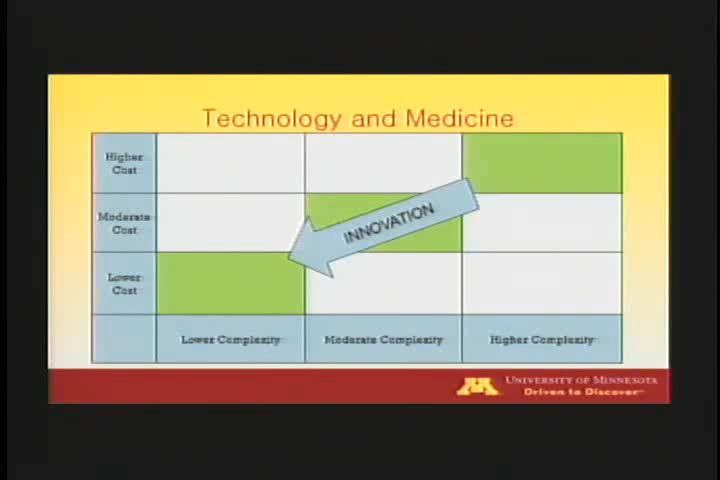 Technology and Medicine
Higher
Cost
Moderate
Cost
Lower
Cost
INNOVATION
Lower Complexity
Moderate Complexity
Higher Complexity
M
UNIVERSITY OF MINNESOTA
Driven to Discover™